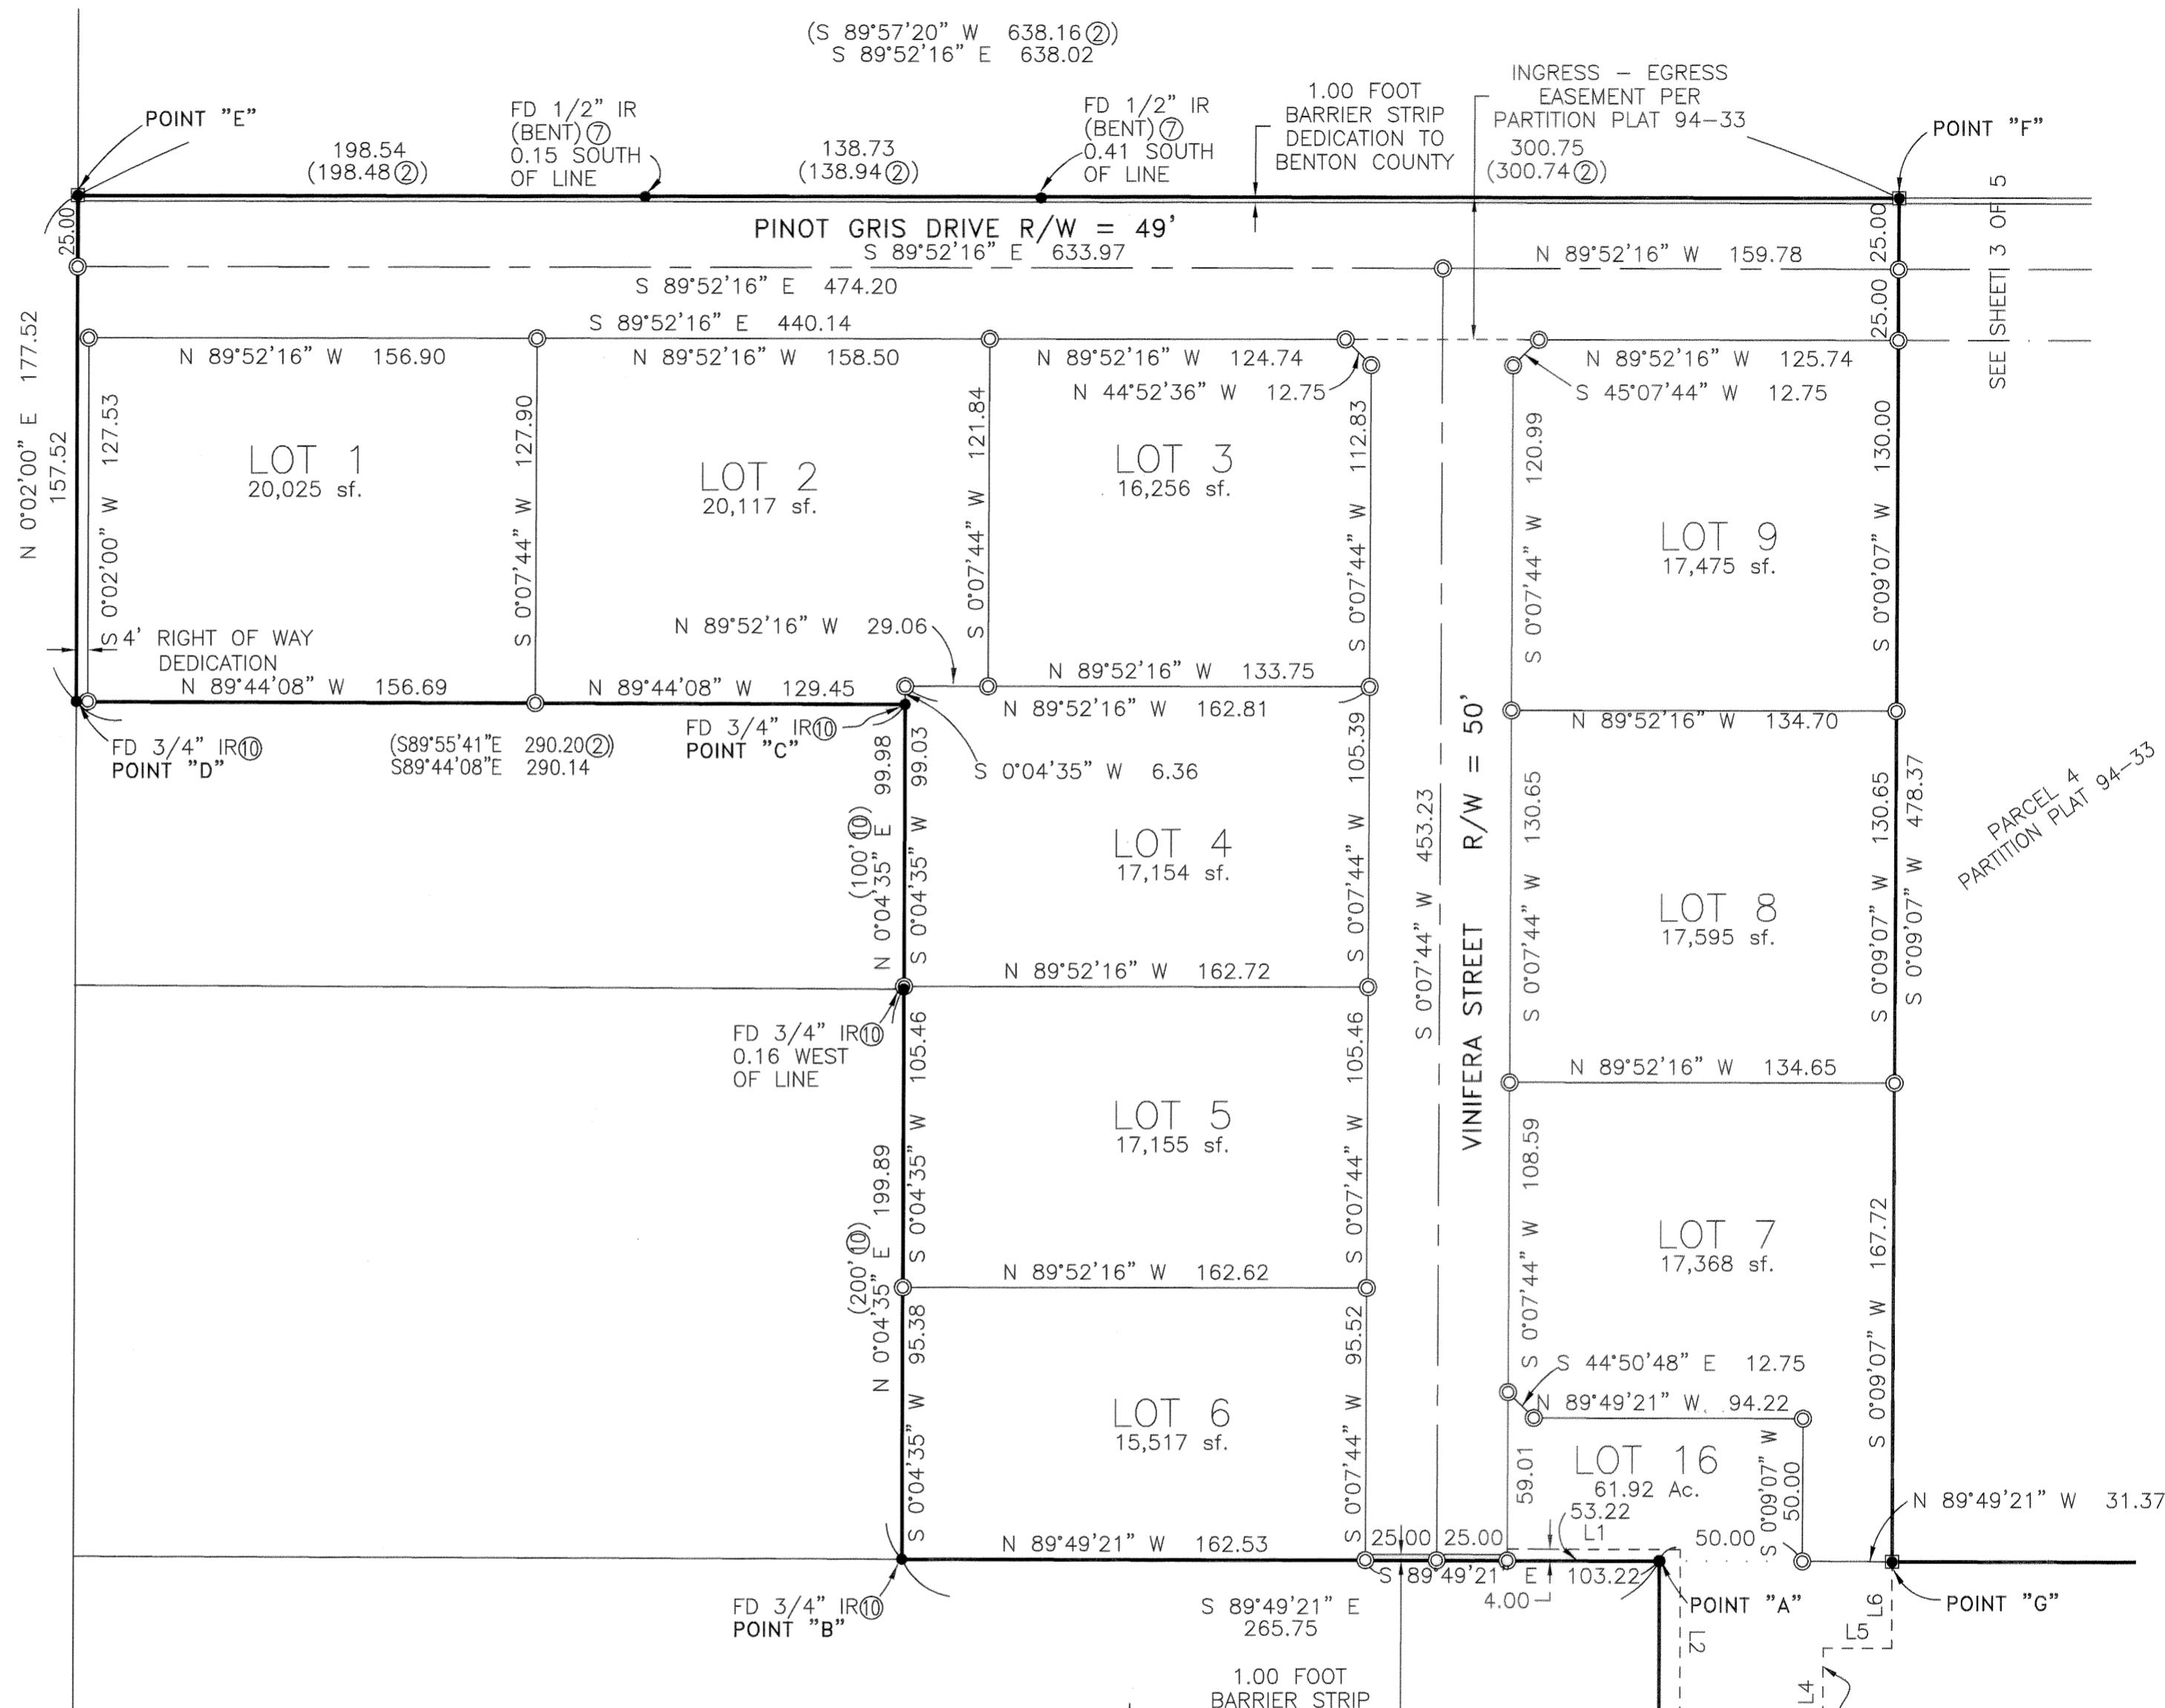 (S 89°57'20" W 638.16②)
S 89°52'16" E 638.02
POINT "E"
198.54
(198.48②)
FD 1/2" IR
(BENT)⑦
0.15 SOUTH
OF LINE
138.73
(138.94②)
FD 1/2" IR
(BENT)⑦
0.41 SOUTH
OF LINE
1.00 FOOT
BARRIER STRIP
DEDICATION TO
BENTON COUNTY
INGRESS – EGRESS
EASEMENT PER
PARTITION PLAT 94–33
300.75
(300.74②)
POINT "F"
SEE SHEET 3 OF 5
25.00
PINOT GRIS DRIVE R/W = 49'
S 89°52'16" E 633.97
N 89°52'16" W 159.78
25.00
S 89°52'16" E 474.20
25.00
S 89°52'16" E 440.14
N 89°52'16" W 156.90
N 89°52'16" W 158.50
N 89°52'16" W 124.74
N 44°52'36" W 12.75
N 89°52'16" W 125.74
S 45°07'44" W 12.75
N 0°02'00" E 177.52
157.52
S 0°02'00" W 127.53
LOT 1
20,025 sf.
S 0°07'44" W 127.90
LOT 2
20,117 sf.
S 0°07'44" W 121.84
LOT 3
16,256 sf.
S 0°07'44" W 112.83
S 0°07'44" W 120.99
LOT 9
17,475 sf.
S 0°09'07" W 130.00
4' RIGHT OF WAY
DEDICATION
N 89°44'08" W 156.69
N 89°44'08" W 129.45
N 89°52'16" W 29.06
N 89°52'16" W 133.75
N 89°52'16" W 162.81
N 89°52'16" W 134.70
FD 3/4" IR⑩
POINT "D"
(S89°55'41"E 290.20②)
S89°44'08"E 290.14
FD 3/4" IR⑩
POINT "C"
S 0°04'35" W 6.36
(100'⑩)
N 0°04'35" E 99.98
S 0°04'35" W 99.03
LOT 4
17,154 sf.
S 0°07'44" W 105.39
S 0°07'44" W 453.23
VINIFERA STREET R/W = 50'
S 0°07'44" W 130.65
LOT 8
17,595 sf.
S 0°09'07" W 130.65
S 0°09'07" W 478.37
PARCEL 4
PARTITION PLAT 94–33
N 89°52'16" W 162.72
FD 3/4" IR⑩
0.16 WEST
OF LINE
N 89°52'16" W 134.65
(200'⑩)
N 0°04'35" E 199.89
S 0°04'35" W 105.46
LOT 5
17,155 sf.
S 0°07'44" W 105.46
S 0°07'44" W 108.59
LOT 7
17,368 sf.
S 0°09'07" W 167.72
N 89°52'16" W 162.62
S 0°04'35" W 95.38
LOT 6
15,517 sf.
S 0°07'44" W 95.52
S 44°50'48" E 12.75
N 89°49'21" W 94.22
59.01
LOT 16
61.92 Ac.
S 0°09'07" W
50.00
N 89°49'21" W 31.37
N 89°49'21" W 162.53
25.00
25.00
53.22
L1
50.00
S 89°49'21" E 103.22
4.00
FD 3/4" IR⑩
POINT "B"
S 89°49'21" E
265.75
POINT "A"
POINT "G"
L2
L6
L5
L4
1.00 FOOT
BARRIER STRIP